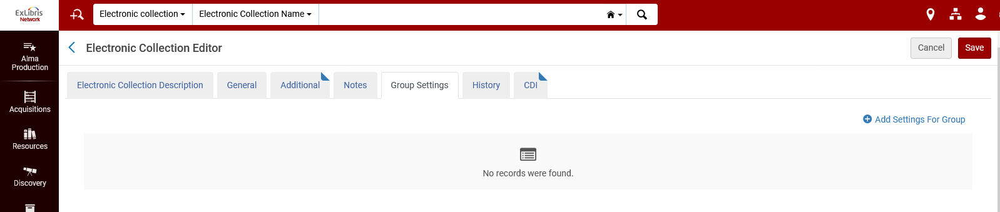 ExLibris
Network
Electronic collection
Electronic Collection Name
Electronic Collection Editor
Cancel
Save
Alma
Production
Acquisitions
Resources
Discovery
Electronic Collection Description
General
Additional
Notes
Group Settings
History
CDI
Add Settings For Group
No records were found.